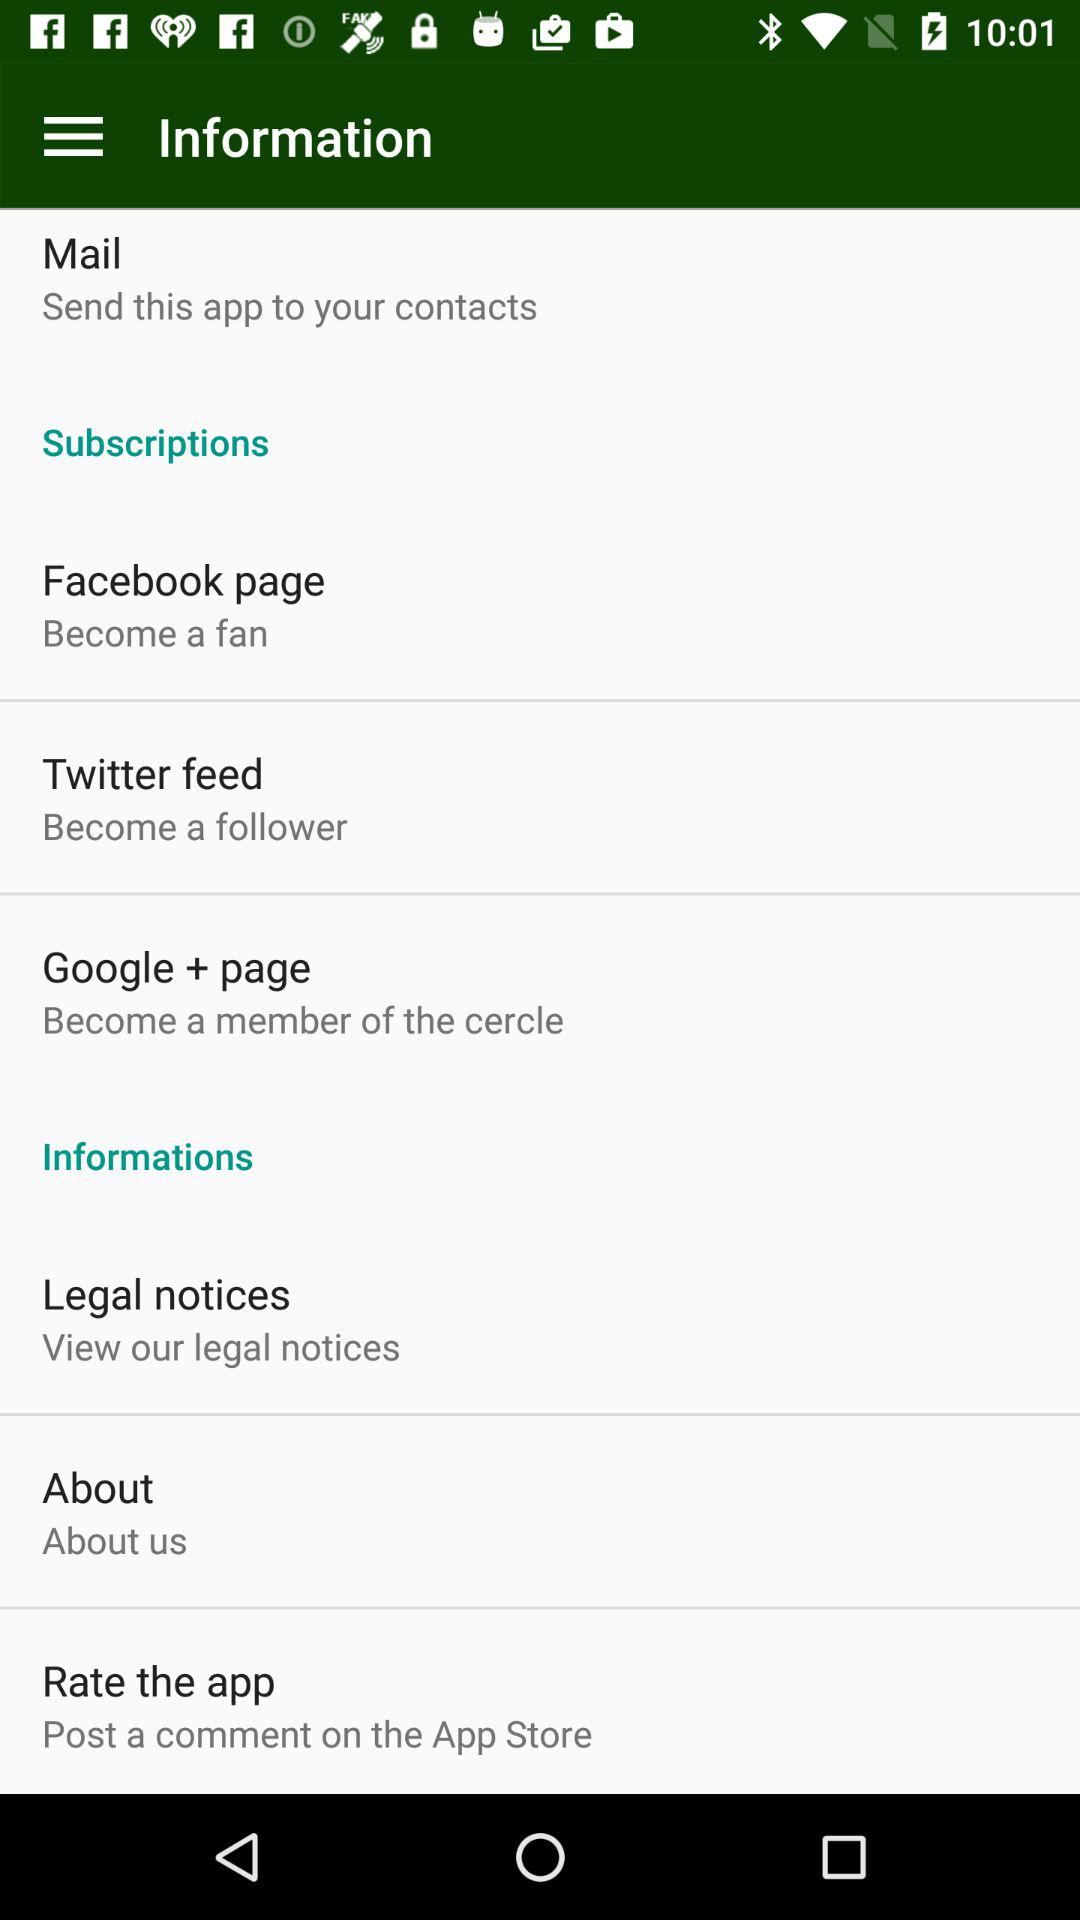 FAKE
10:01
Information
Mail
Send this app to your contacts
Subscriptions
Facebook page
Become a fan
Twitter feed
Become a follower
Google + page
Become a member of the cercle
Informations
Legal notices
View our legal notices
About
About us
Rate the app
Post a comment on the App Store